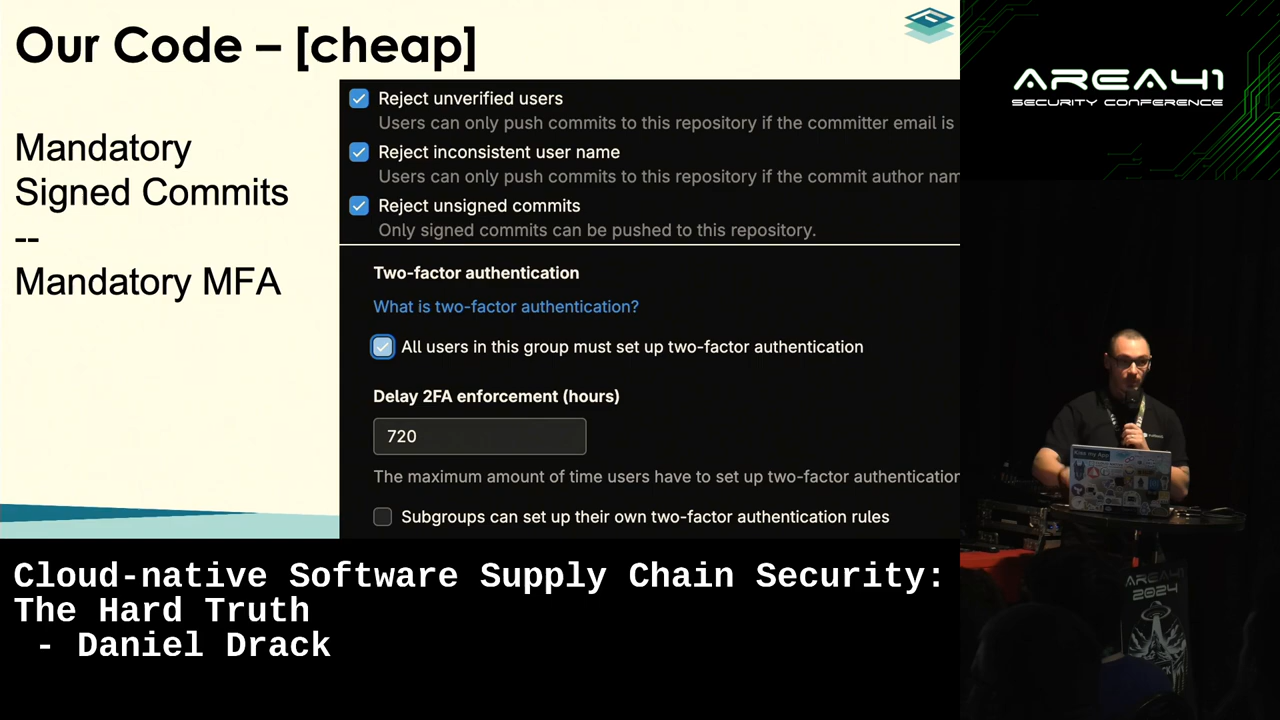 Our Code – [cheap]
Mandatory
Signed Commits
--
Mandatory MFA
Reject unverified users
Users can only push commits to this repository if the committer email is
Reject inconsistent user name
Users can only push commits to this repository if the commit author nam
Reject unsigned commits
Only signed commits can be pushed to this repository.
Two-factor authentication
What is two-factor authentication?
All users in this group must set up two-factor authentication
Delay 2FA enforcement (hours)
720
The maximum amount of time users have to set up two-factor authentication
Subgroups can set up their own two-factor authentication rules
AREA41
SECURITY CONFERENCE
Kiss my App
AREA41
2024
Cloud-native Software Supply Chain Security:
The Hard Truth
- Daniel Drack